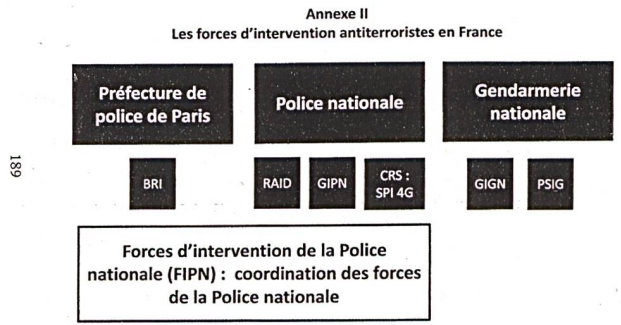 Annexe II
Les forces d'intervention antiterroristes en France
Préfecture de
police de Paris
Police nationale
Gendarmerie
nationale
BRI
RAID
GIPN
CRS :
SPI 4G
GIGN
PSIG
Forces d'intervention de la Police
nationale (FIPN) : coordination des forces
de la Police nationale
189